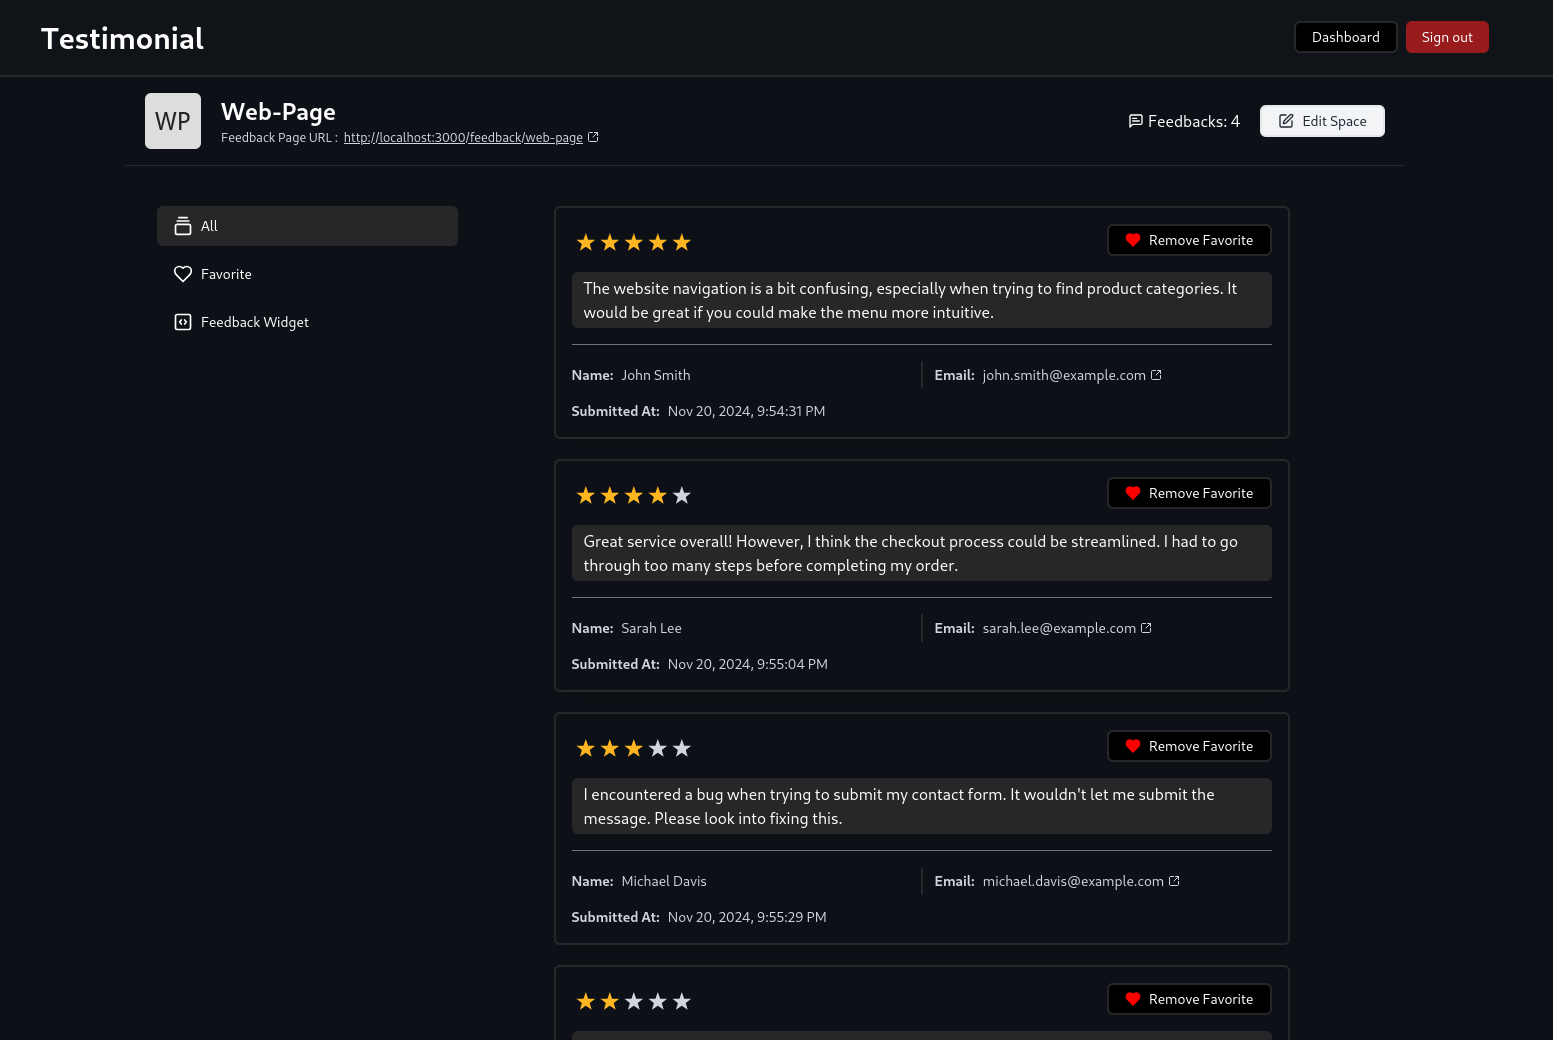 Testimonial
Dashboard
Sign out
WP
Web-Page
Feedback Page URL : http://localhost:3000/feedback/web-page
Feedbacks: 4
Edit Space
All
Favorite
Feedback Widget
Remove Favorite
The website navigation is a bit confusing, especially when trying to find product categories. It
would be great if you could make the menu more intuitive.
Name: John Smith
Email: john.smith@example.com
Submitted At: Nov 20, 2024, 9:54:31 PM
Remove Favorite
Great service overall! However, I think the checkout process could be streamlined. I had to go
through too many steps before completing my order.
Name: Sarah Lee
Email: sarah.lee@example.com
Submitted At: Nov 20, 2024, 9:55:04 PM
Remove Favorite
I encountered a bug when trying to submit my contact form. It wouldn't let me submit the
message. Please look into fixing this.
Name: Michael Davis
Email: michael.davis@example.com
Submitted At: Nov 20, 2024, 9:55:29 PM
Remove Favorite